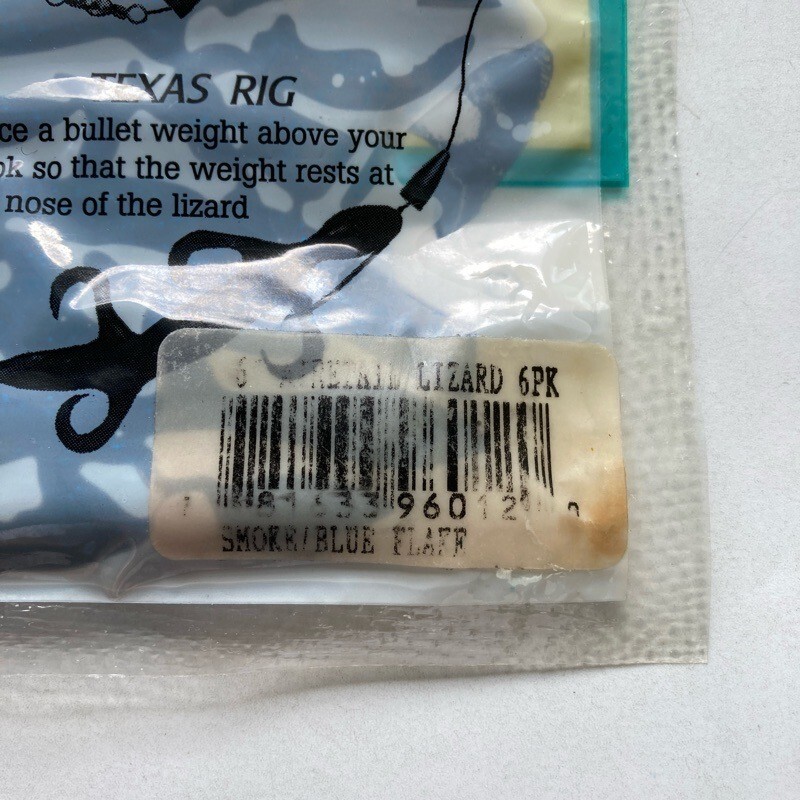 TEXAS RIG
ce a bullet weight above your
ok so that the weight rests at
nose of the lizard
LIZARD 6PK
96012
SMOKE/BLUE